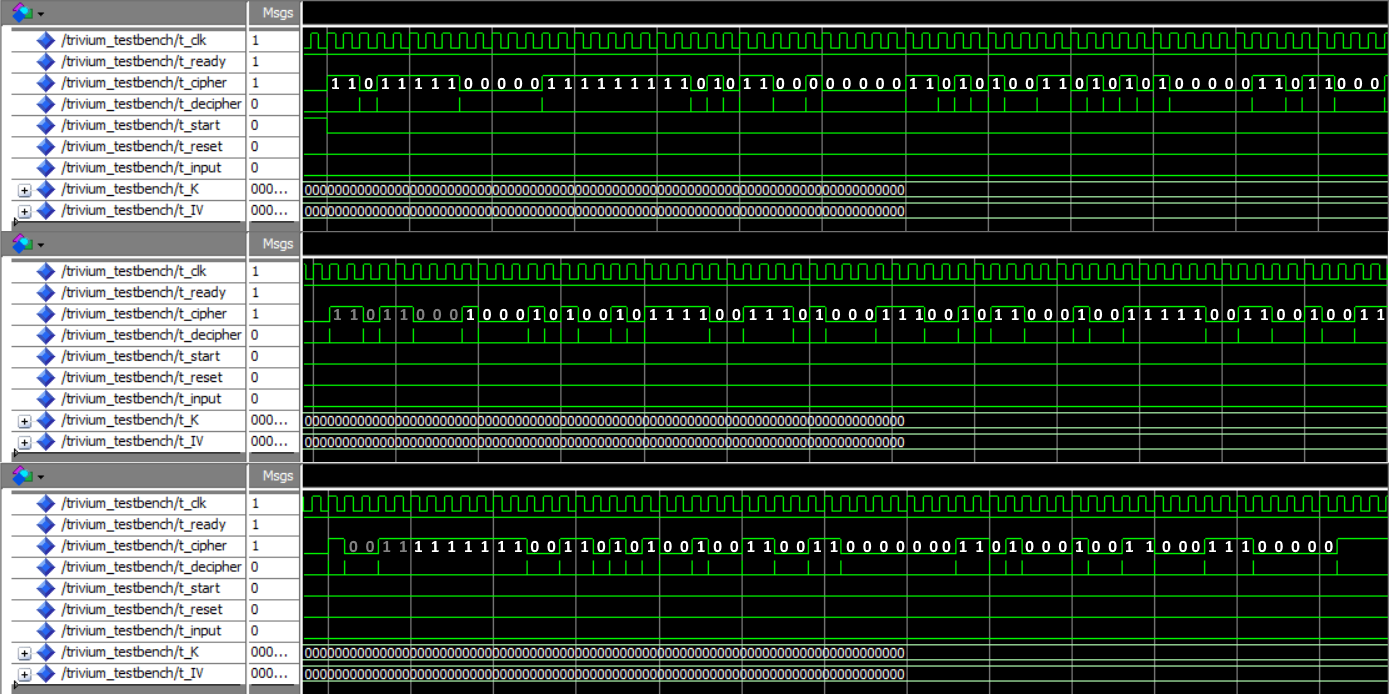 Msgs
/trivium_testbench/t_clk 1
/trivium_testbench/t_ready 1
/trivium_testbench/t_cipher 1 1 1 0 1 1 1 1 1 0 0 0 0 0 1 1 1 1 1 1 1 1 1 0 1 0 1 1 0 0 0 0 0 0 0 0 1 1 0 1 0 1 0 0 1 1 0 1 0 1 0 1 0 0 0 0 0 1 1 0 1 1 0 0 0
/trivium_testbench/t_decipher 0
/trivium_testbench/t_start 0
/trivium_testbench/t_reset 0
/trivium_testbench/t_input 0
/trivium_testbench/t_K 000... 00000000000000000000000000000000000000000000000000000000000000000000000000000000
/trivium_testbench/t_IV 000... 00000000000000000000000000000000000000000000000000000000000000000000000000000000
Msgs
/trivium_testbench/t_clk 1
/trivium_testbench/t_ready 1
/trivium_testbench/t_cipher 1 1 1 0 1 1 0 0 0 1 0 0 0 1 0 1 0 0 1 0 1 1 1 1 0 0 1 1 1 0 1 0 0 0 1 1 1 0 0 1 0 1 1 0 0 0 1 0 0 1 1 1 1 1 0 0 1 1 0 0 1 0 0 1 1
/trivium_testbench/t_decipher 0
/trivium_testbench/t_start 0
/trivium_testbench/t_reset 0
/trivium_testbench/t_input 0
/trivium_testbench/t_K 000... 00000000000000000000000000000000000000000000000000000000000000000000000000000000
/trivium_testbench/t_IV 000... 00000000000000000000000000000000000000000000000000000000000000000000000000000000
Msgs
/trivium_testbench/t_clk 1
/trivium_testbench/t_ready 1
/trivium_testbench/t_cipher 1 0 0 1 1 1 1 1 1 1 1 1 0 0 1 1 0 1 0 1 0 0 1 0 0 1 1 0 0 1 1 0 0 0 0 0 0 0 1 1 0 1 0 0 0 1 0 0 1 1 0 0 0 1 1 1 0 0 0 0 0
/trivium_testbench/t_decipher 0
/trivium_testbench/t_start 0
/trivium_testbench/t_reset 0
/trivium_testbench/t_input 0
/trivium_testbench/t_K 000... 00000000000000000000000000000000000000000000000000000000000000000000000000000000
/trivium_testbench/t_IV 000... 00000000000000000000000000000000000000000000000000000000000000000000000000000000